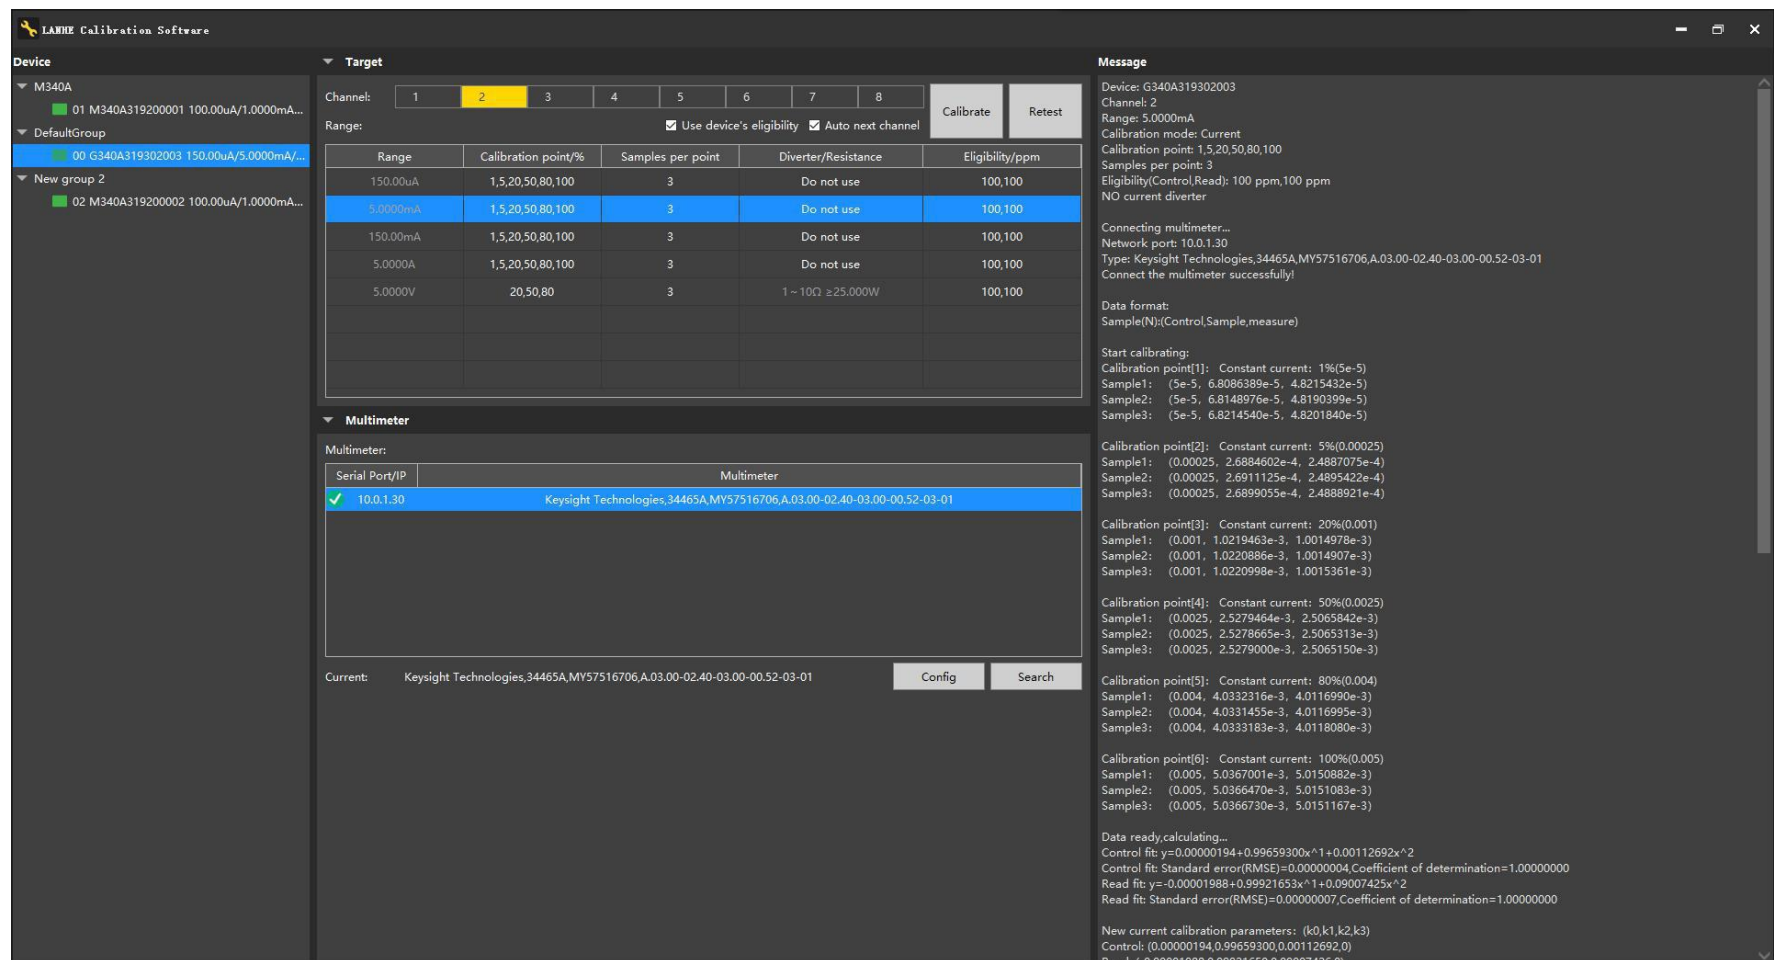 LANHE Calibration Software
Device
M340A
01 M340A319200001 100.00uA/1.0000mA...
DefaultGroup
00 G340A319302003 150.00uA/5.0000mA/...
New group 2
02 M340A319200002 100.00uA/1.0000mA...
Target
Channel: 1 2 3 4 5 6 7 8
Calibrate Retest
Range: Use device's eligibility Auto next channel
Range Calibration point/% Samples per point Diverter/Resistance Eligibility/ppm
150.00uA 1,5,20,50,80,100 3 Do not use 100,100
5.0000mA 1,5,20,50,80,100 3 Do not use 100,100
150.00mA 1,5,20,50,80,100 3 Do not use 100,100
5.0000A 1,5,20,50,80,100 3 Do not use 100,100
5.0000V 20,50,80 3 1~10Ω ≥25.000W 100,100
Multimeter
Multimeter:
Serial Port/IP Multimeter
10.0.1.30 Keysight Technologies,34465A,MY57516706,A.03.00-02.40-03.00-00.52-03-01
Current: Keysight Technologies,34465A,MY57516706,A.03.00-02.40-03.00-00.52-03-01 Config Search
Message
Device: G340A319302003
Channel: 2
Range: 5.0000mA
Calibration mode: Current
Calibration point: 1,5,20,50,80,100
Samples per point: 3
Eligibility(Control,Read): 100 ppm,100 ppm
NO current diverter
Connecting multimeter...
Network port: 10.0.1.30
Type: Keysight Technologies,34465A,MY57516706,A.03.00-02.40-03.00-00.52-03-01
Connect the multimeter successfully!
Data format:
Sample(N):(Control,Sample,measure)
Start calibrating:
Calibration point[1]: Constant current: 1%(5e-5)
Sample1: (5e-5, 6.8086389e-5, 4.8215432e-5)
Sample2: (5e-5, 6.8148976e-5, 4.8190399e-5)
Sample3: (5e-5, 6.8214540e-5, 4.8201840e-5)
Calibration point[2]: Constant current: 5%(0.00025)
Sample1: (0.00025, 2.6884602e-4, 2.4887075e-4)
Sample2: (0.00025, 2.6911125e-4, 2.4895422e-4)
Sample3: (0.00025, 2.6899055e-4, 2.4888921e-4)
Calibration point[3]: Constant current: 20%(0.001)
Sample1: (0.001, 1.0219463e-3, 1.0014978e-3)
Sample2: (0.001, 1.0220886e-3, 1.0014907e-3)
Sample3: (0.001, 1.0220998e-3, 1.0015361e-3)
Calibration point[4]: Constant current: 50%(0.0025)
Sample1: (0.0025, 2.5279464e-3, 2.5065842e-3)
Sample2: (0.0025, 2.5278665e-3, 2.5065313e-3)
Sample3: (0.0025, 2.5279000e-3, 2.5065150e-3)
Calibration point[5]: Constant current: 80%(0.004)
Sample1: (0.004, 4.0332316e-3, 4.0116990e-3)
Sample2: (0.004, 4.0331455e-3, 4.0116995e-3)
Sample3: (0.004, 4.0333183e-3, 4.0118080e-3)
Calibration point[6]: Constant current: 100%(0.005)
Sample1: (0.005, 5.0367001e-3, 5.0150882e-3)
Sample2: (0.005, 5.0366470e-3, 5.0151083e-3)
Sample3: (0.005, 5.0366730e-3, 5.0151167e-3)
Data ready,calculating...
Control fit: y=0.00000194+0.99659300x^1+0.00112692x^2
Control fit: Standard error(RMSE)=0.00000004,Coefficient of determination=1.00000000
Read fit: y=-0.00001988+0.99921653x^1+0.09007425x^2
Read fit: Standard error(RMSE)=0.00000007,Coefficient of determination=1.00000000
New current calibration parameters: (k0,k1,k2,k3)
Control: (0.00000194,0.99659300,0.00112692,0)